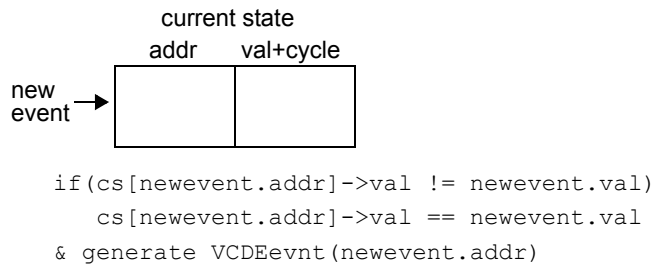 current state
addr val+cycle
new
event
if(cs[newevent.addr]->val != newevent.val)
cs[newevent.addr]->val == newevent.val
& generate VCDEevnt(newevent.addr)